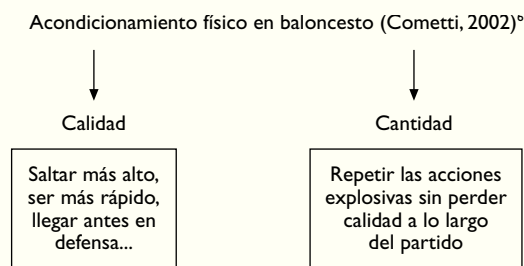 Acondicionamiento físico en baloncesto (Cometti, 2002)⁶
Calidad
Cantidad
Saltar más alto,
ser más rápido,
llegar antes en
defensa...
Repetir las acciones
explosivas sin perder
calidad a lo largo
del partido